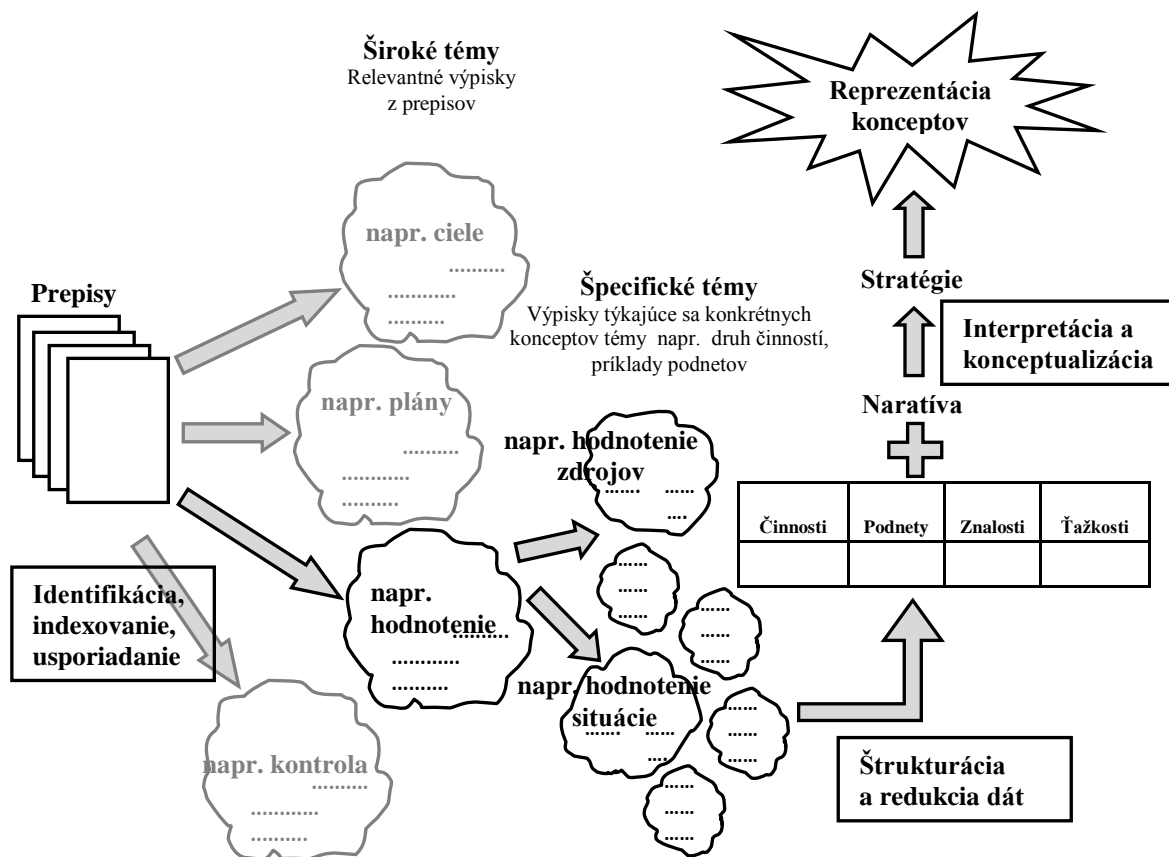 Široké témy
Relevantné výpisky
z prepisov
Reprezentácia
konceptov
napr. ciele
..........
............
..........
Prepisy
Špecifické témy
Výpisky týkajúce sa konkrétnych
konceptov témy napr. druh činností,
príklady podnetov
Stratégie
Interpretácia a
konceptualizácia
Naratíva
napr. plány
..........
............
..........
napr. hodnotenie
zdrojov
....... ......
....
Činnosti Podnety Znalosti Ťažkosti
Identifikácia,
indexovanie,
usporiadanie
napr.
hodnotenie
..........
............
..........
......
......
......
......
......
......
napr. hodnotenie
situácie
....... ......
....
......
......
......
napr. kontrola
..........
............
..........
......
......
......
Štrukturácia
a redukcia dát